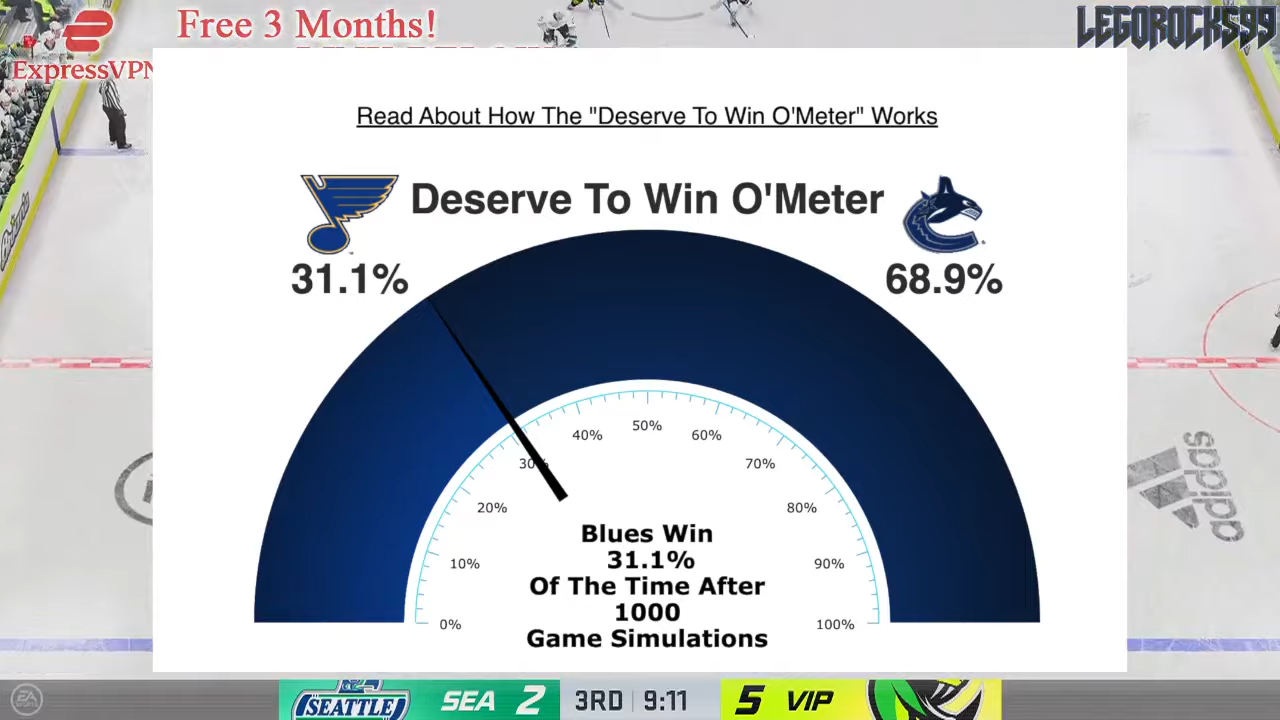 Free 3 Months!
LEGOROCKS99
ExpressVPN
Read About How The "Deserve To Win O'Meter" Works
Deserve To Win O'Meter
31.1%
68.9%
0%
10%
20%
30%
40%
50%
60%
70%
80%
90%
100%
Blues Win
31.1%
Of The Time After
1000
Game Simulations
adidas
EA
SPORTS
SEATTLE
SEA 2
3RD 9:11
5 VIP